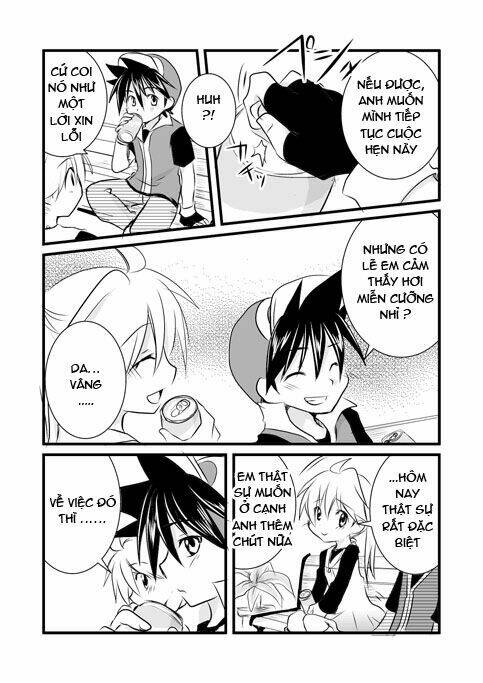 NẾU ĐƯỢC,
ANH MUỐN
MÌNH TIẾP
TỤC CUỘC
HẸN NÀY
HUH
?!
CỨ COI
NÓ NHƯ
MỘT
LỜI XIN
LỖI
NHƯNG CÓ
LẼ EM CẢM
THẤY HƠI
MIỄN CƯỠNG
NHỈ ?
DA...
VÂNG
.....
...HÔM
NAY
THẬT SỰ
RẤT ĐẶC
BIỆT
EM THẬT
SỰ MUỐN
Ở CẠNH
ANH THÊM
CHÚT NỮA
VỀ VIỆC ĐÓ
THÌ ......